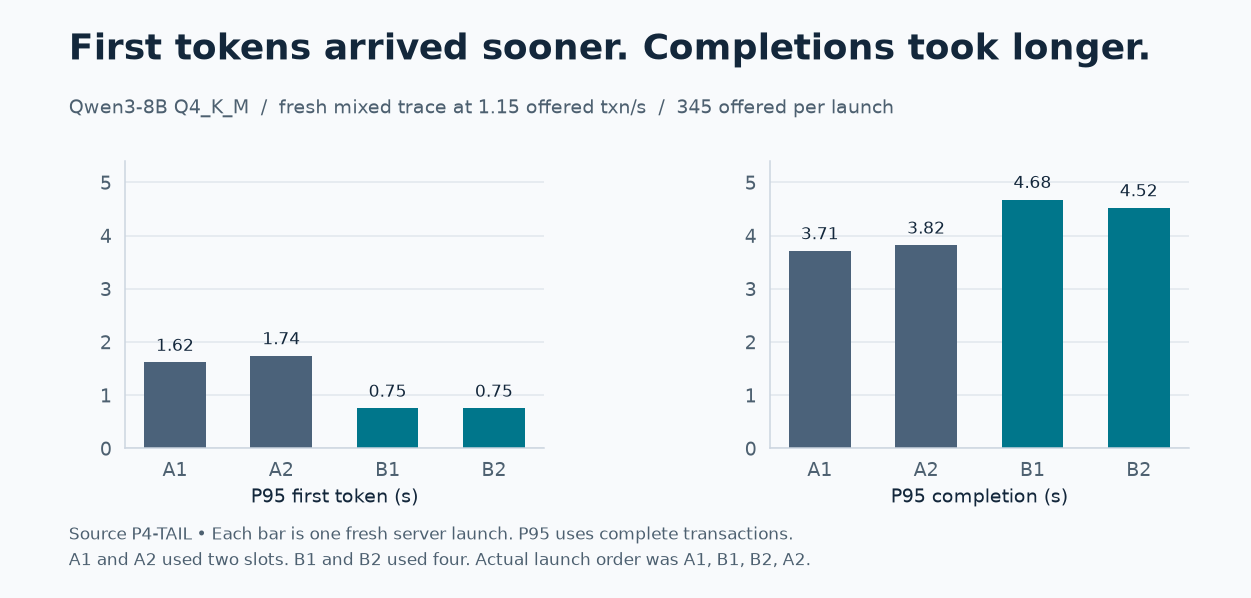 First tokens arrived sooner. Completions took longer.
Qwen3-8B Q4_K_M / fresh mixed trace at 1.15 offered txn/s / 345 offered per launch
5
4
3
2
1
0
1.62
1.74
0.75
0.75
A1
A2
B1
B2
P95 first token (s)
5
4
3
2
1
0
3.71
3.82
4.68
4.52
A1
A2
B1
B2
P95 completion (s)
Source P4-TAIL • Each bar is one fresh server launch. P95 uses complete transactions.
A1 and A2 used two slots. B1 and B2 used four. Actual launch order was A1, B1, B2, A2.